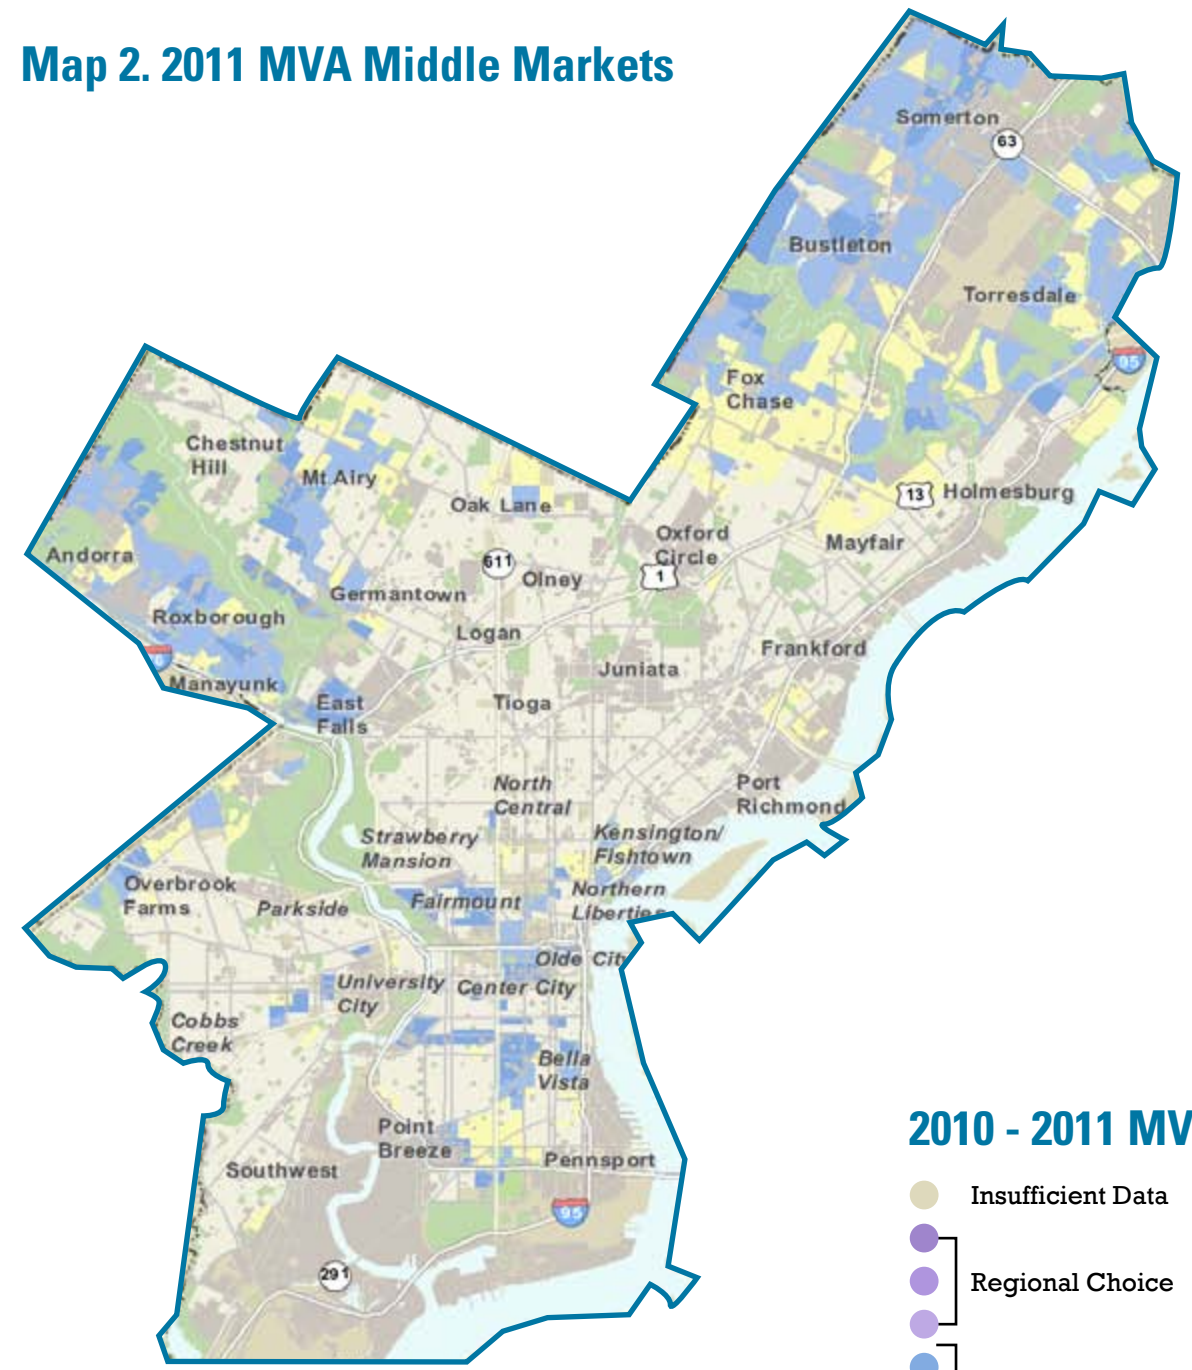 Map 2. 2011 MVA Middle Markets
Somerton
63
Bustleton
Torresdale
95
Fox
Chase
Chestnut
Hill
Mt.Airy
Oak Lane
13
Holmesburg
Oxford
Circle
Mayfair
Andorra
611
Olney
1
Germantown
Roxborough
Logan
Frankford
Juniata
Manayunk
East
Falls
Tioga
North
Central
Port
Richmond
Strawberry
Mansion
Kensington/
Fishtown
Overbrook
Farms
Parkside
Fairmount
Northern
Liberties
Olde City
University
City
Center City
Cobbs
Creek
Bella
Vista
Point
Breeze
Pennsport
Southwest
95
291
2010 - 2011 MV
Insufficient Data
Regional Choice